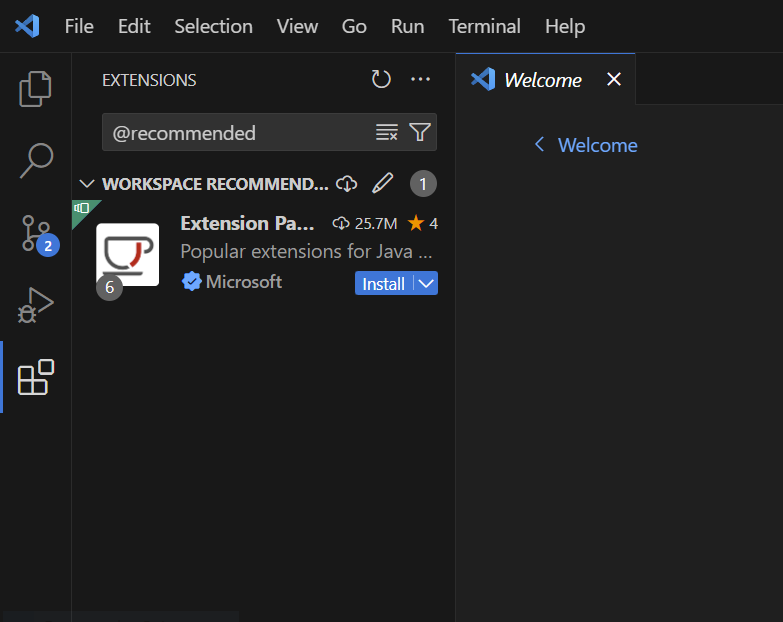 File Edit Selection View Go Run Terminal Help
EXTENSIONS
Welcome
@recommended
Welcome
WORKSPACE RECOMMEND... 1
Extension Pa... 25.7M 4
Popular extensions for Java ...
6
Microsoft
Install
2